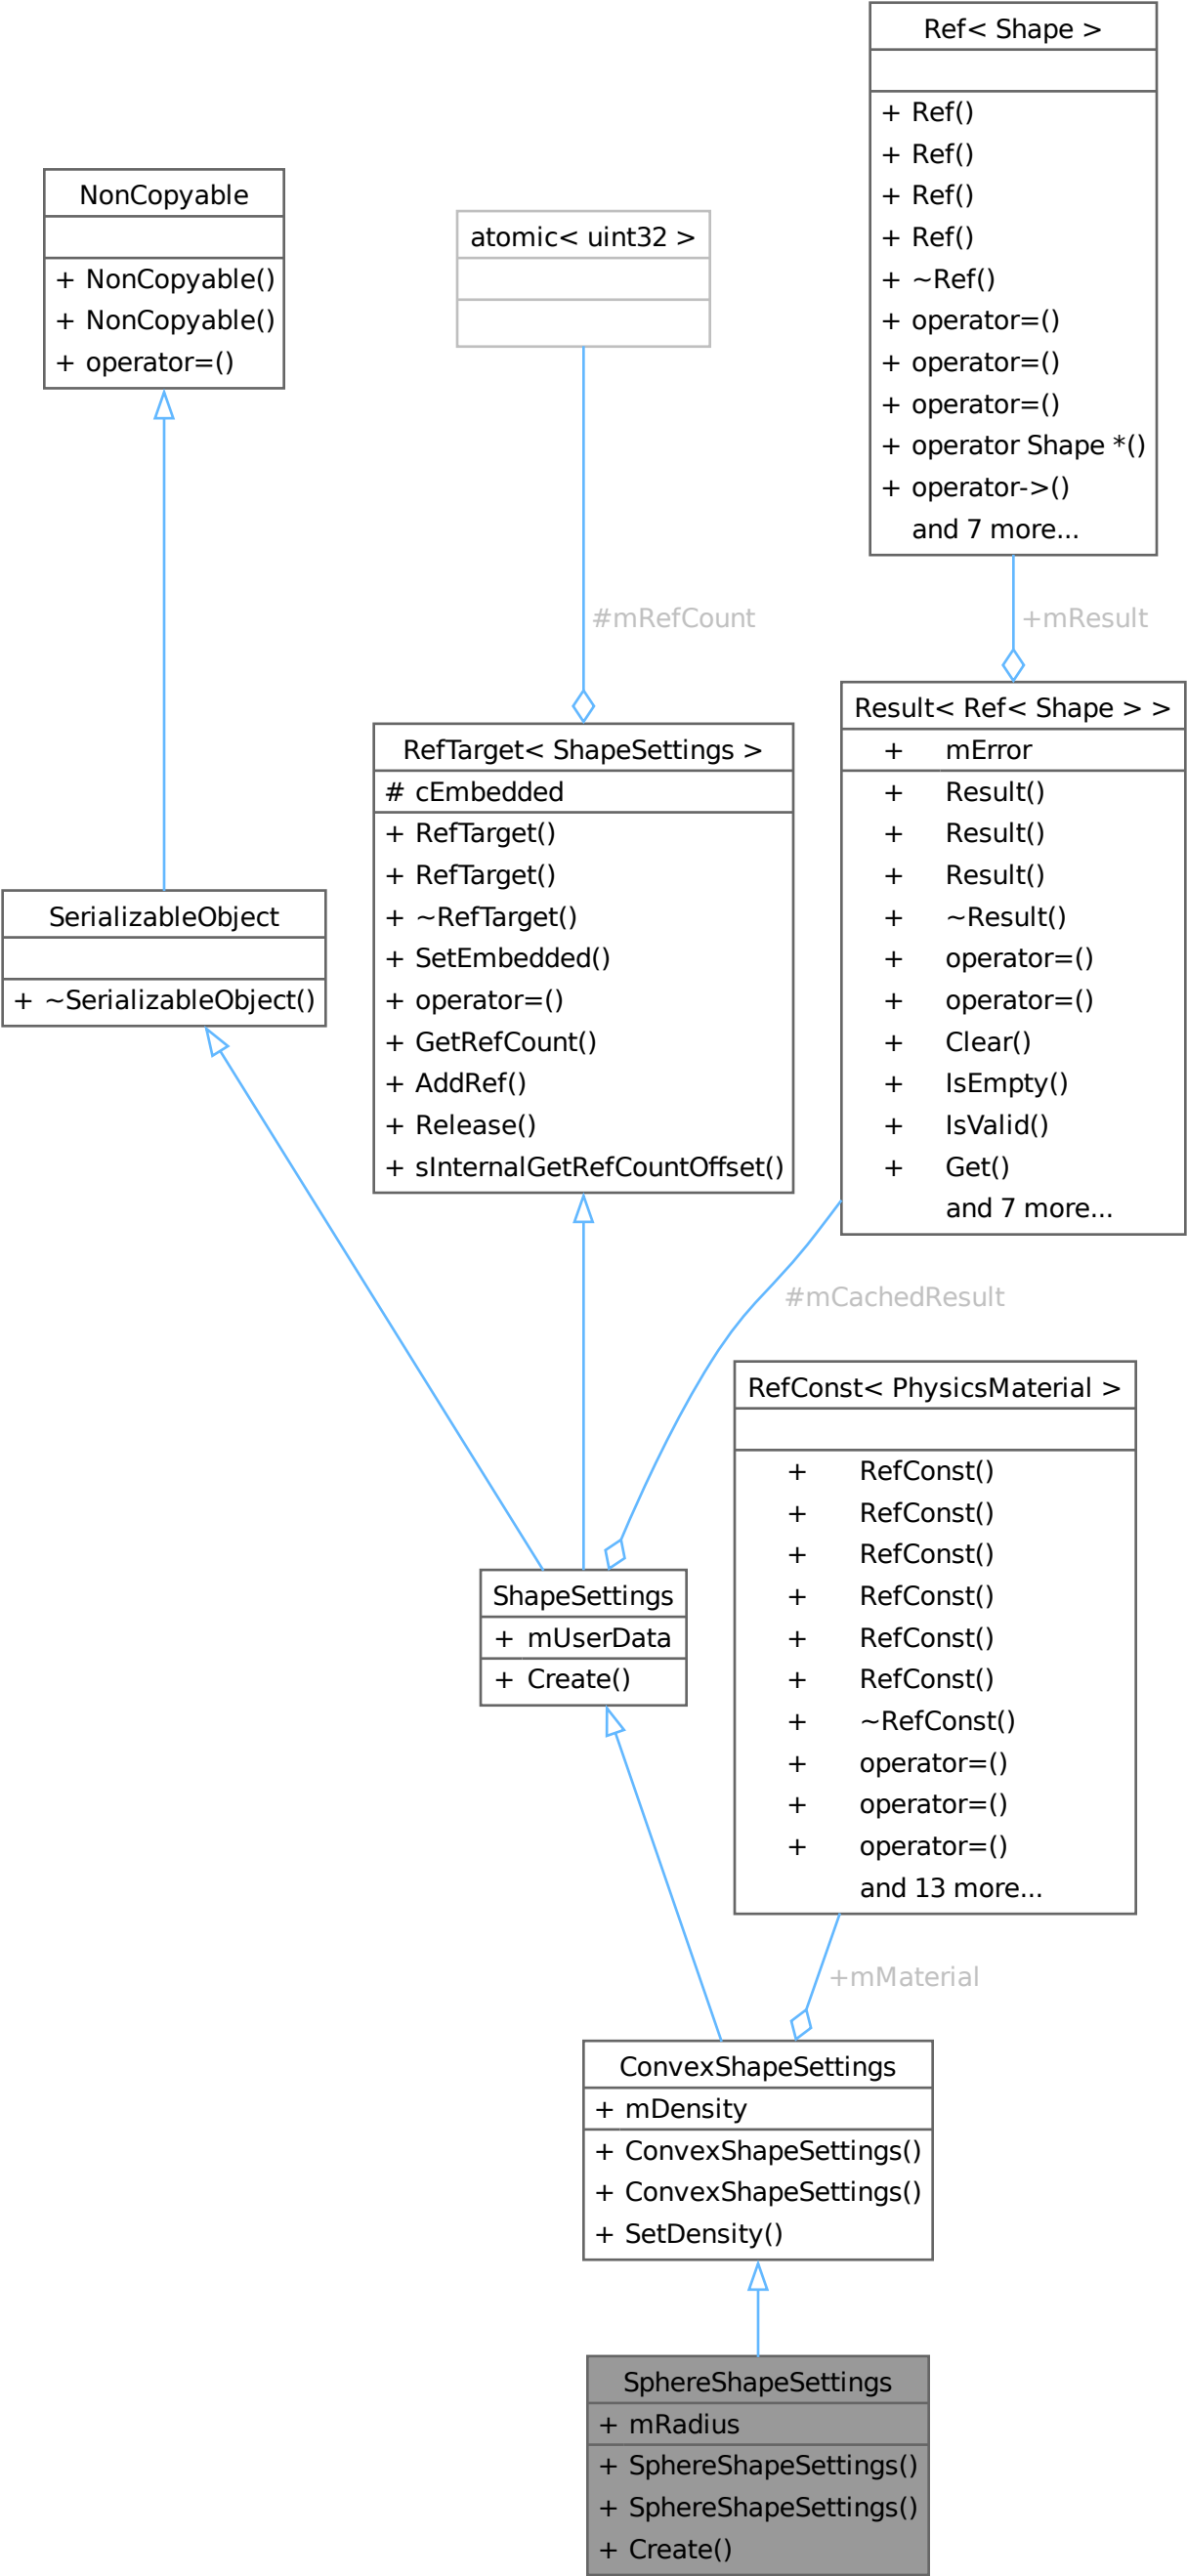 Ref< Shape >
+ Ref()
+ Ref()
+ Ref()
+ Ref()
+ ~Ref()
+ operator=()
+ operator=()
+ operator=()
+ operator Shape *()
+ operator->()
and 7 more...
NonCopyable
+ NonCopyable()
+ NonCopyable()
+ operator=()
atomic< uint32 >
#mRefCount
+mResult
RefTarget< ShapeSettings >
# cEmbedded
+ RefTarget()
+ RefTarget()
+ ~RefTarget()
+ SetEmbedded()
+ operator=()
+ GetRefCount()
+ AddRef()
+ Release()
+ sInternalGetRefCountOffset()
Result< Ref< Shape > >
+ mError
+ Result()
+ Result()
+ Result()
+ ~Result()
+ operator=()
+ operator=()
+ Clear()
+ IsEmpty()
+ IsValid()
+ Get()
and 7 more...
SerializableObject
+ ~SerializableObject()
#mCachedResult
RefConst< PhysicsMaterial >
+ RefConst()
+ RefConst()
+ RefConst()
+ RefConst()
+ RefConst()
+ RefConst()
+ ~RefConst()
+ operator=()
+ operator=()
+ operator=()
and 13 more...
ShapeSettings
+ mUserData
+ Create()
+mMaterial
ConvexShapeSettings
+ mDensity
+ ConvexShapeSettings()
+ ConvexShapeSettings()
+ SetDensity()
SphereShapeSettings
+ mRadius
+ SphereShapeSettings()
+ SphereShapeSettings()
+ Create()